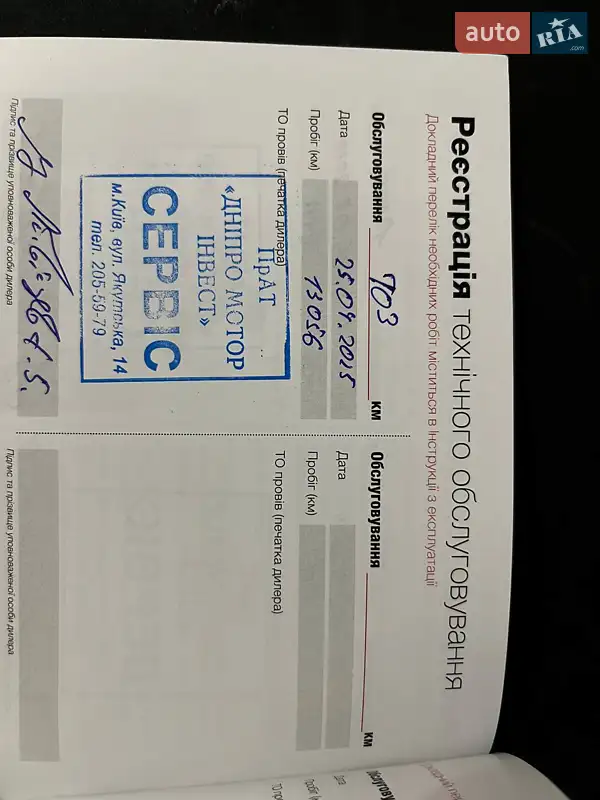 auto RIA .com
Реєстрація технічного обслуговування
Докладний перелік необхідних робіт міститься в Інструкції з експлуатації
Обслуговування ТО3 км
Дата 25.04.2015
Пробіг (км) 13056
ТО провів (печатка дилера)
ПрАТ
«ДНІПРО МОТОР
ІНВЕСТ»
СЕРВІС
м.Київ, вул. Якутська, 14
тел. 205-59-79
Підпис та прізвище уповноваженої особи дилера
Обслуговування км
Дата
Пробіг (км)
ТО провів (печатка дилера)
Підпис та прізвище уповноваженої особи дилера
Дата